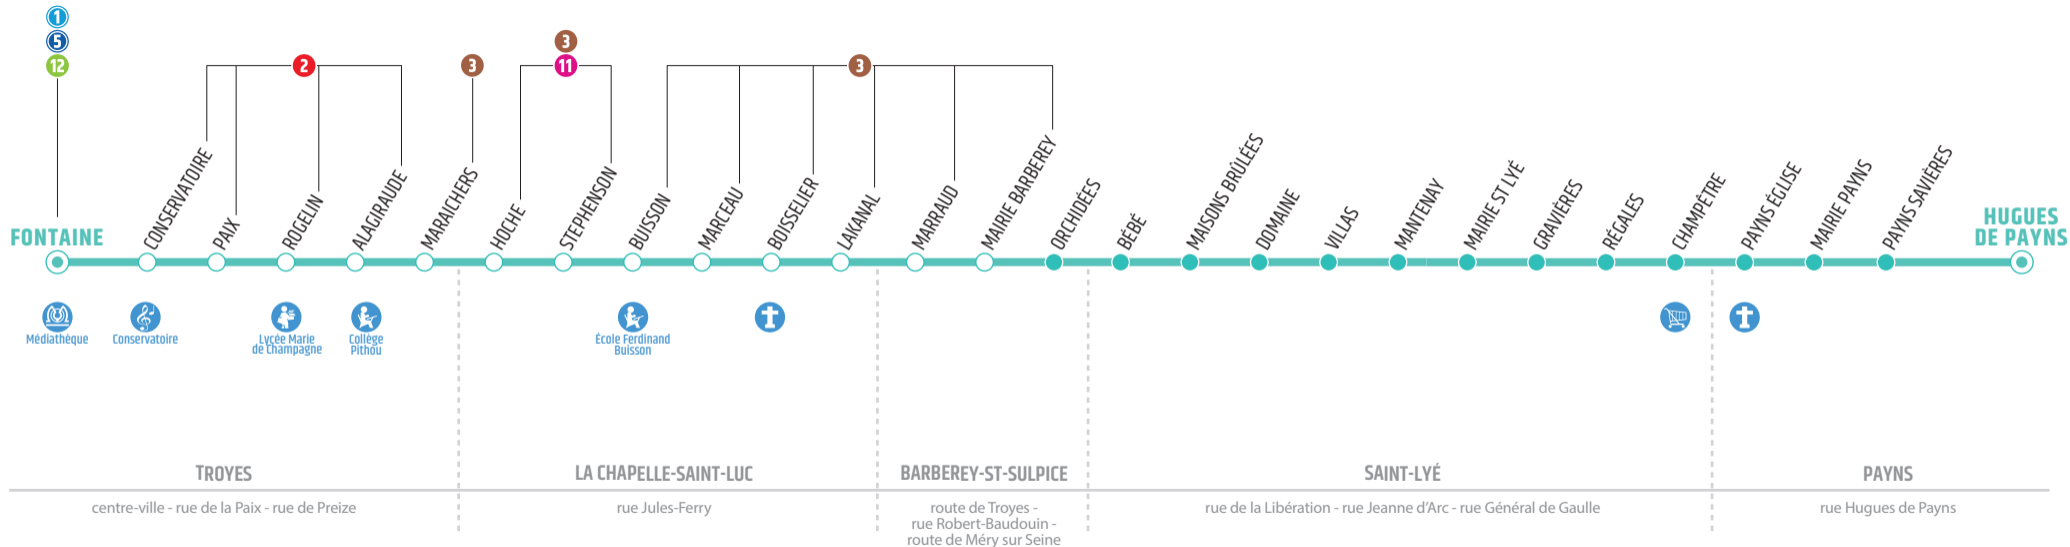 1
5
12
2
3
3
11
3
FONTAINE
CONSERVATOIRE
PAIX
ROGELIN
ALAGIRAUDE
MARAICHERS
HOCHE
STEPHENSON
BUISSON
MARCEAU
BOISSELIER
LAKANAL
MARRAUD
MAIRIE BARBEREY
ORCHIDÉES
BÉBÉ
MAISONS BRÛLÉES
DOMAINE
VILLAS
MANTENAY
MAIRIE ST LYÉ
GRAVIÈRES
RÉGALES
CHAMPÊTRE
PAYNS ÉGLISE
MAIRIE PAYNS
PAYNS SAVIÈRES
HUGUES
DE PAYNS
Médiathèque
Conservatoire
Lycée Marie
de Champagne
Collège
Pithou
École Ferdinand
Buisson
TROYES
centre-ville - rue de la Paix - rue de Preize
LA CHAPELLE-SAINT-LUC
rue Jules-Ferry
BARBEREY-ST-SULPICE
route de Troyes -
rue Robert-Baudouin -
route de Méry sur Seine
SAINT-LYÉ
rue de la Libération - rue Jeanne d'Arc - rue Général de Gaulle
PAYNS
rue Hugues de Payns